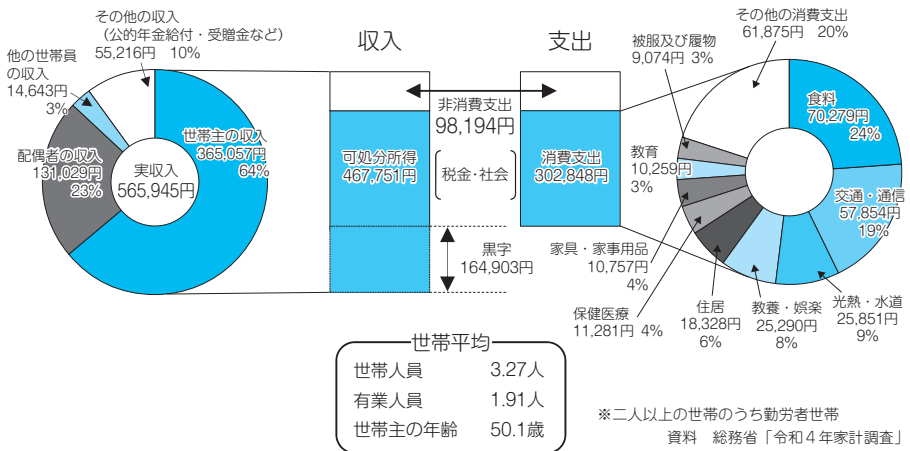 その他の収入
(公的年金給付・受贈金など)
55,216円 10%
他の世帯員
の収入
14,643円
3%
配偶者の収入
131,029円
23%
実収入
565,945円
世帯主の収入
365,057円
64%
収入
支出
非消費支出
98,194円
可処分所得
467,751円
税金・社会
消費支出
302,848円
黒字
164,903円
その他の消費支出
61,875円 20%
被服及び履物
9,074円 3%
教育
10,259円
3%
家具・家事用品
10,757円
4%
保健医療
11,281円 4%
住居
18,328円
6%
教養・娯楽
25,290円
8%
光熱・水道
25,851円
9%
交通・通信
57,854円
19%
食料
70,279円
24%
世帯平均
世帯人員 3.27人
有業人員 1.91人
世帯主の年齢 50.1歳
※二人以上の世帯のうち勤労者世帯
資料 総務省「令和4年家計調査」